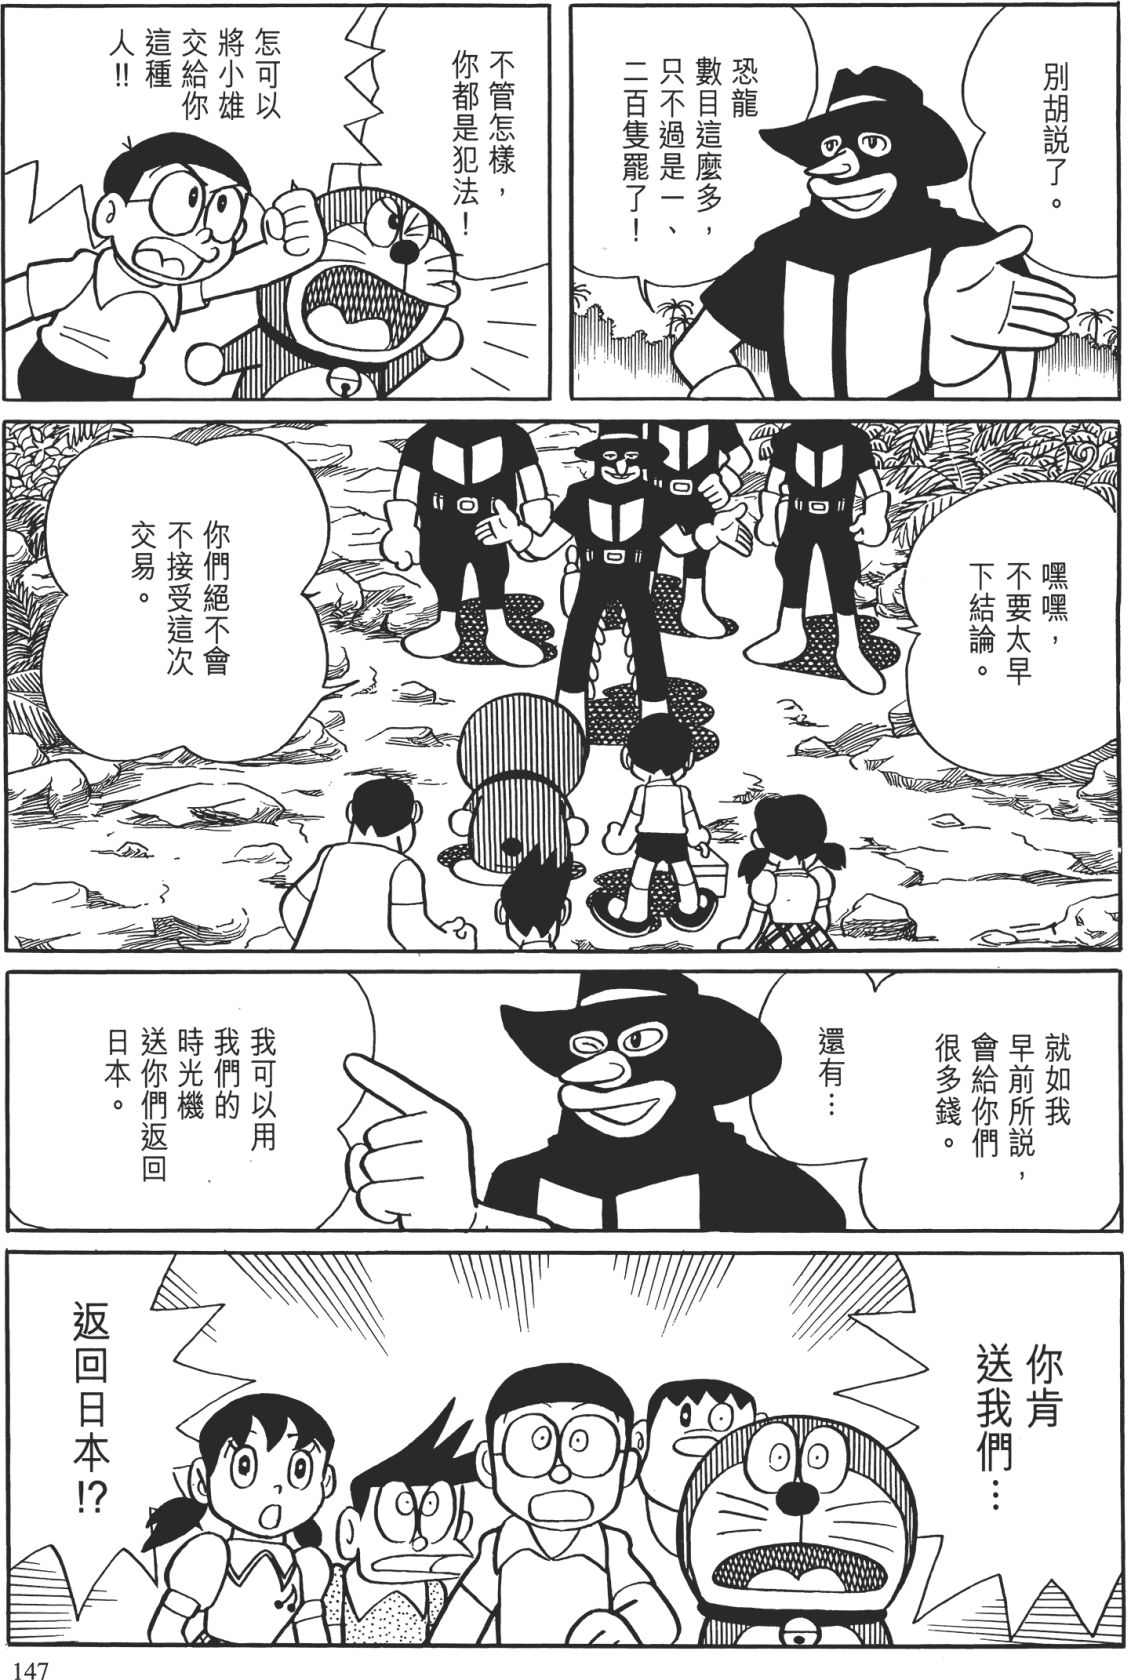 別胡說了。
恐龍
數目這麼多，
只不過是一、
二百隻罷了！
不管怎樣，
你都是犯法！
怎可以
將小雄
交給你
這種
人!!
嘿嘿，
不要太早
下結論。
你們絕不會
不接受這次
交易。
就如我
早前所說，
會給你們
很多錢。
還有…
我可以用
我們的
時光機
送你們返回
日本。
你肯
送我們…
返回日本!?
147